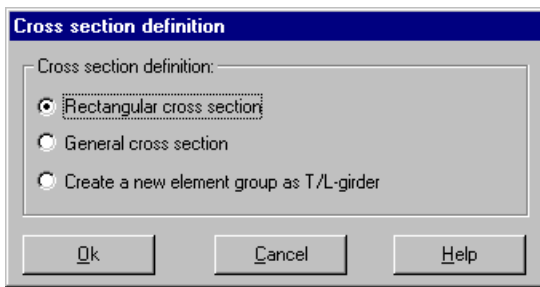 Cross section definition
Cross section definition:
Rectangular cross section
General cross section
Create a new element group as T/L-girder
Ok Cancel Help